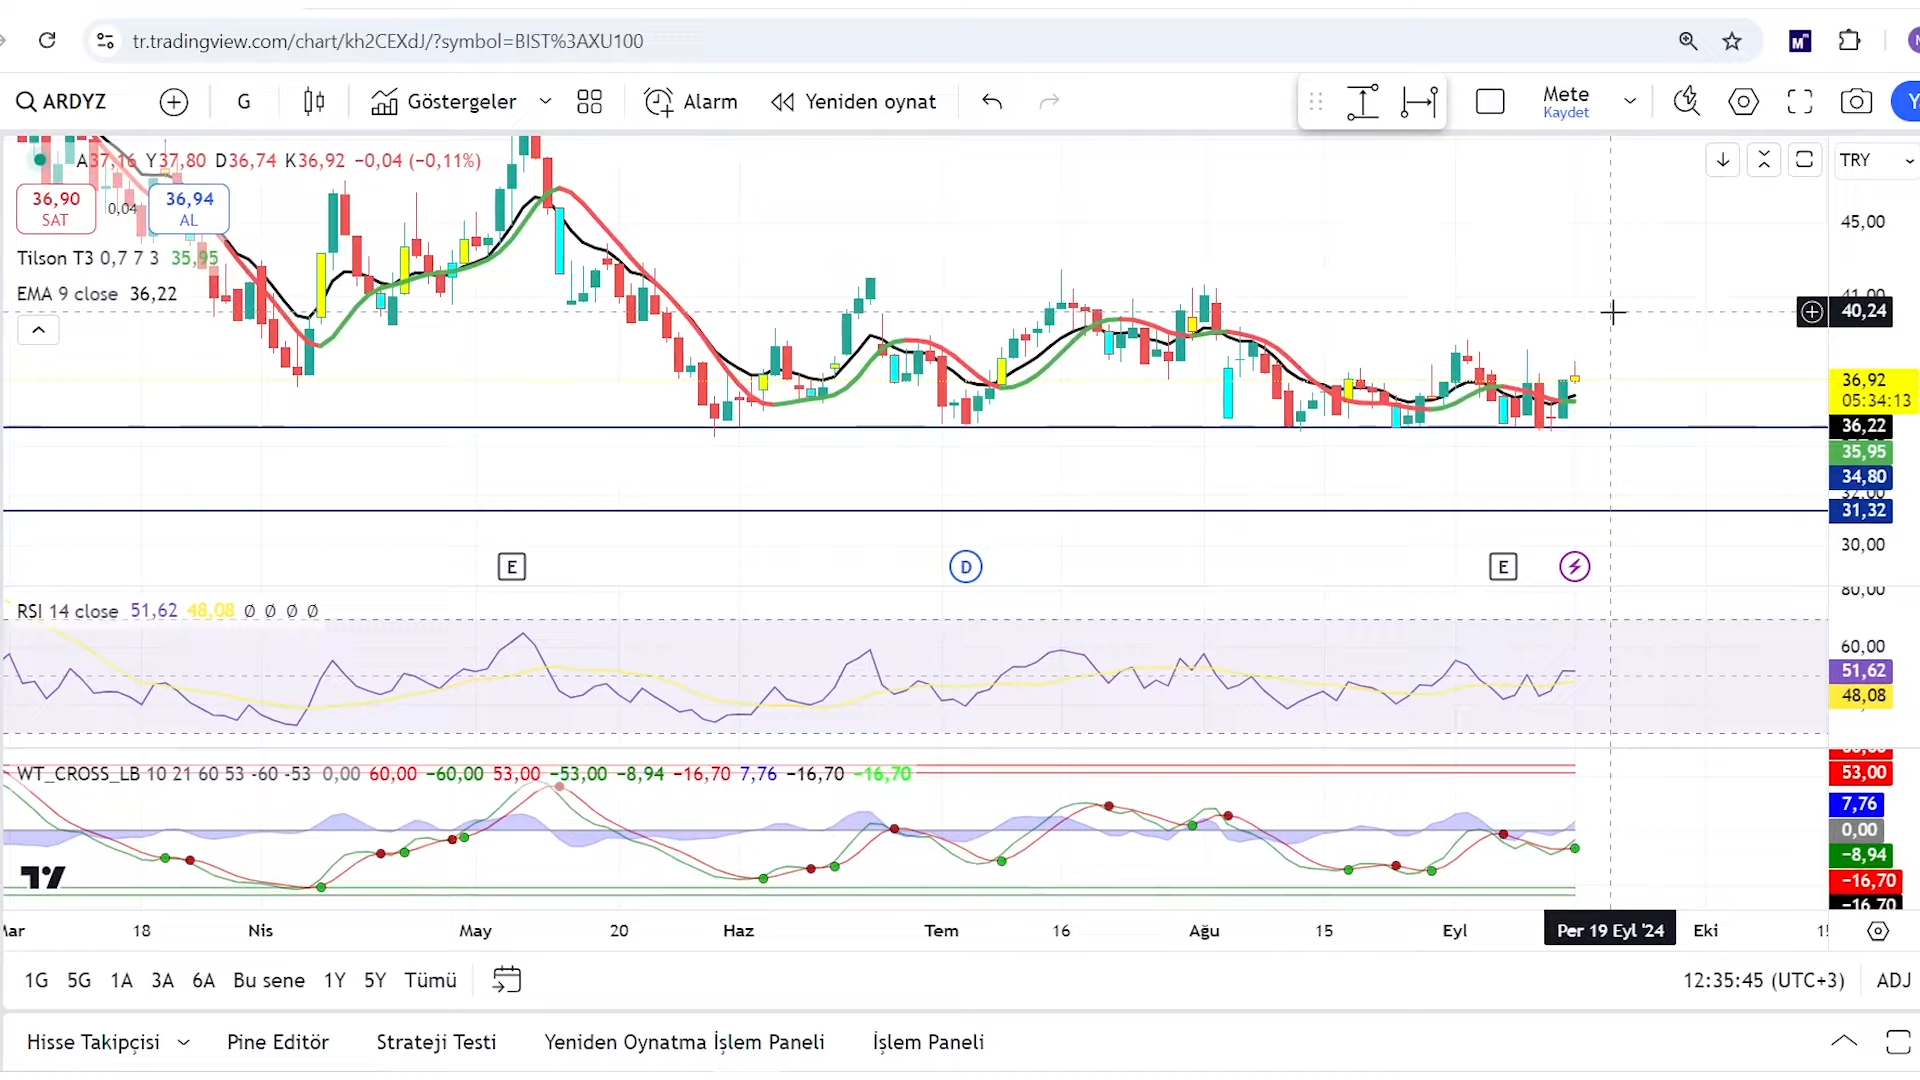 tr.tradingview.com/chart/kh2CEXdJ/?symbol=BIST%3AXU100
ARDYZ G Göstergeler Alarm Yeniden oynat Mete
Kaydet
A37,16 Y37,80 D36,74 K36,92 −0,04 (−0,11%)
TRY
36,90
SAT
0,04
36,94
AL
45,00
Tilson T3 0,7 7 3 35,95
EMA 9 close 36,22
41,00
40,24
36,92
05:34:13
36,22
35,95
34,80
32,00
31,32
30,00
E D E
80,00
RSI 14 close 51,62 48,08 Ø Ø Ø Ø
60,00
51,62
48,08
WT_CROSS_LB 10 21 60 53 -60 -53 0,00 60,00 −60,00 53,00 −53,00 −8,94 −16,70 7,76 −16,70 −16,70
53,00
7,76
0,00
−8,94
−16,70
−16,70
Mar 18 Nis May 20 Haz Tem 16 Ağu 15 Eyl Per 19 Eyl '24 Eki
1G 5G 1A 3A 6A Bu sene 1Y 5Y Tümü
12:35:45 (UTC+3) ADJ
Hisse Takipçisi Pine Editör Strateji Testi Yeniden Oynatma İşlem Paneli İşlem Paneli